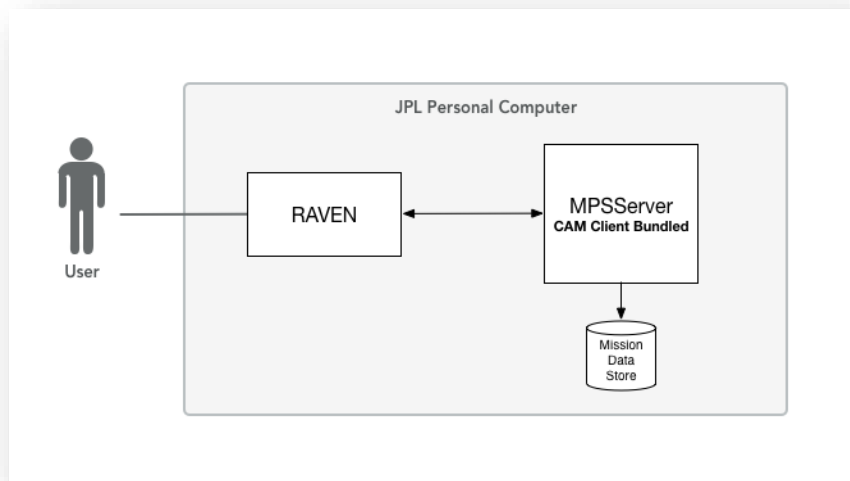 JPL Personal Computer
User
RAVEN
MPSServer
CAM Client Bundled
Mission
Data
Store